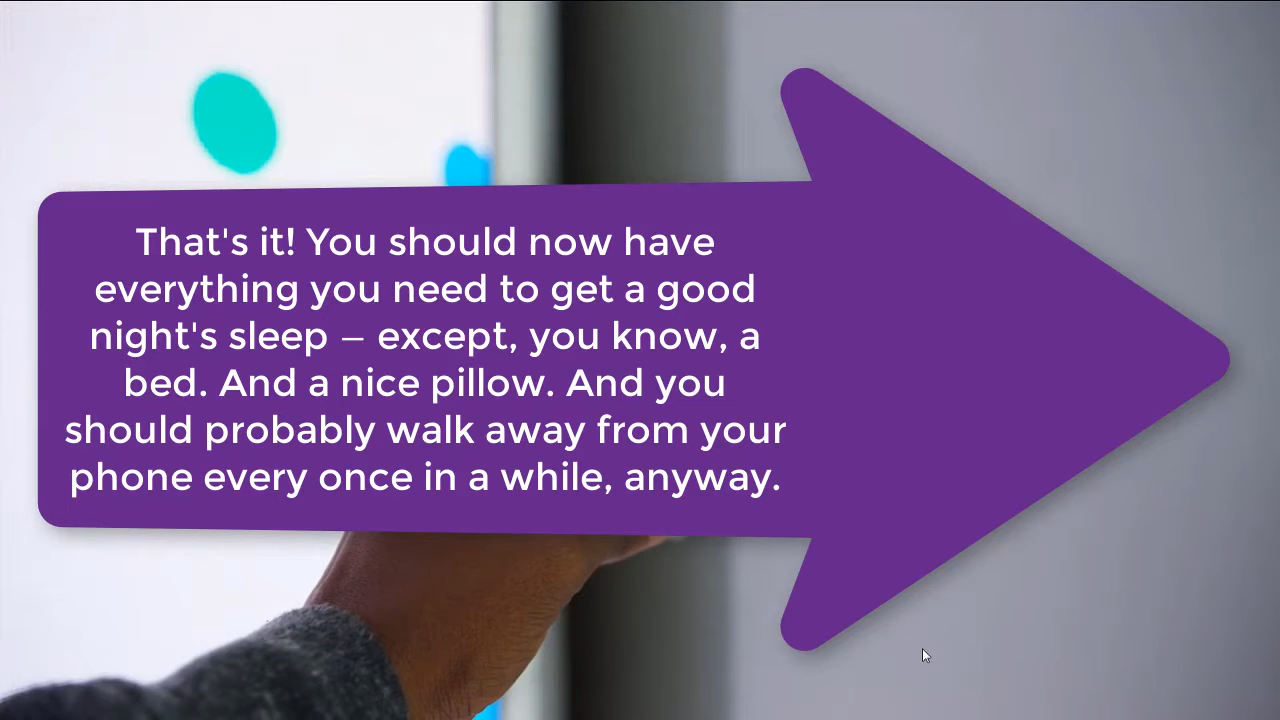 That's it! You should now have
everything you need to get a good
night's sleep – except, you know, a
bed. And a nice pillow. And you
should probably walk away from your
phone every once in a while, anyway.